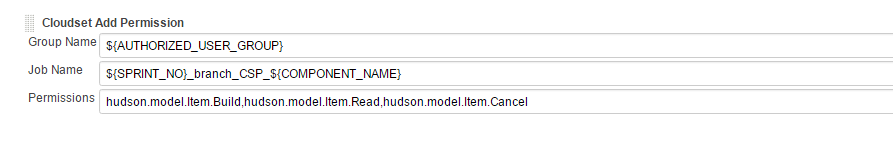 Cloudset Add Permission
Group Name ${AUTHORIZED_USER_GROUP}
Job Name ${SPRINT_NO}_branch_CSP_${COMPONENT_NAME}
Permissions hudson.model.Item.Build,hudson.model.Item.Read,hudson.model.Item.Cancel